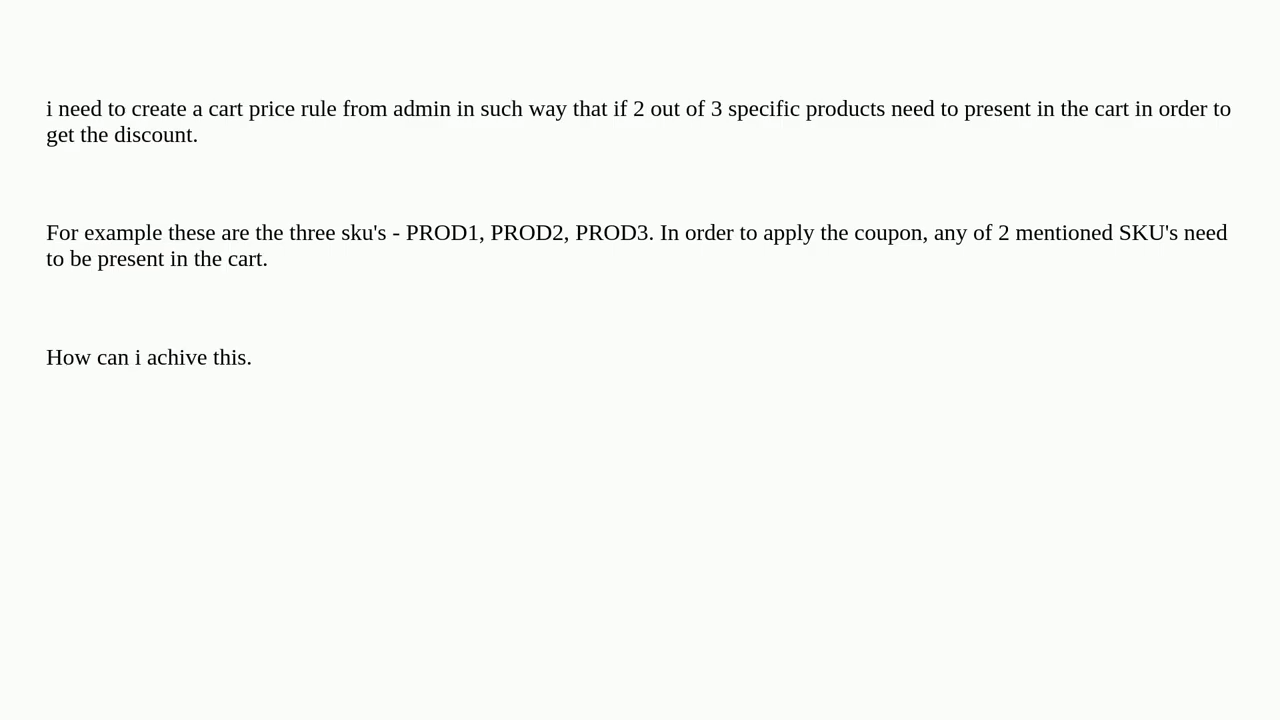 i need to create a cart price rule from admin in such way that if 2 out of 3 specific products need to present in the cart in order to
get the discount.
For example these are the three sku's - PROD1, PROD2, PROD3. In order to apply the coupon, any of 2 mentioned SKU's need
to be present in the cart.
How can i achive this.